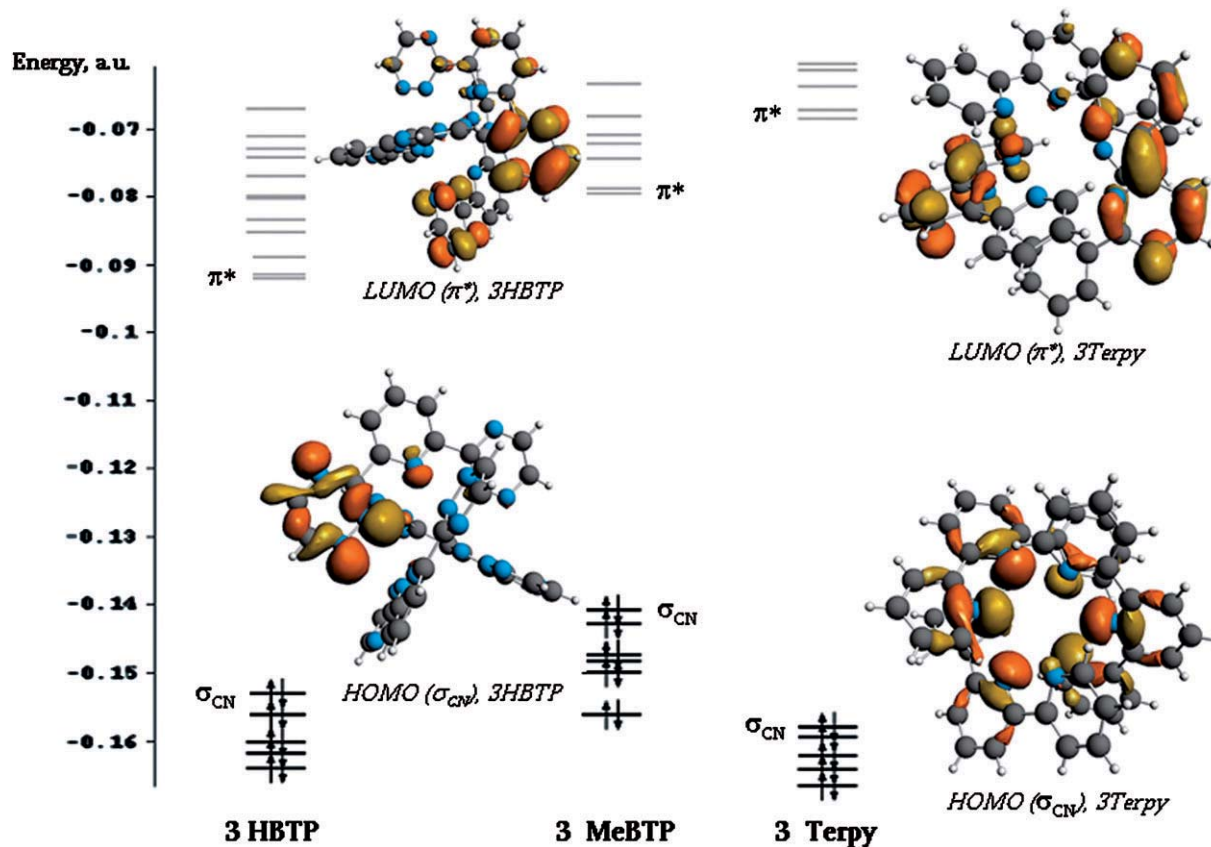 Energy, a.u.
-0.07
-0.08
-0.09
-0.1
-0.11
-0.12
-0.13
-0.14
-0.15
-0.16
π*
π*
π*
LUMO (π*), 3HBTP
LUMO (π*), 3Terpy
σCN
HOMO (σCN), 3HBTP
σCN
σCN
HOMO (σCN), 3Terpy
3 HBTP
3 MeBTP
3 Terpy